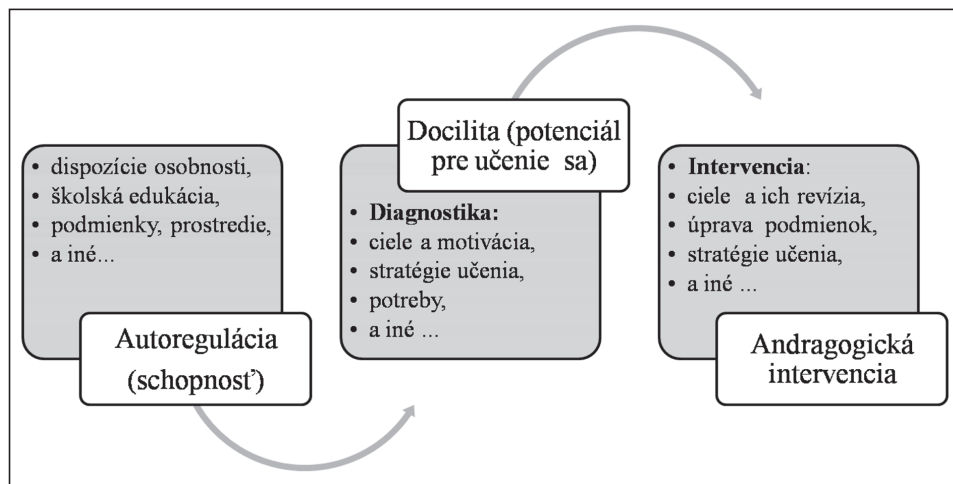 • dispozície osobnosti,
• školská edukácia,
• podmienky, prostredie,
• a iné...
Autoregulácia
(schopnosť)
Docilita (potenciál
pre učenie sa)
• Diagnostika:
• ciele a motivácia,
• stratégie učenia,
• potreby,
• a iné ...
• Intervencia:
• ciele a ich revízia,
• úprava podmienok,
• stratégie učenia,
• a iné ...
Andragogická
intervencia